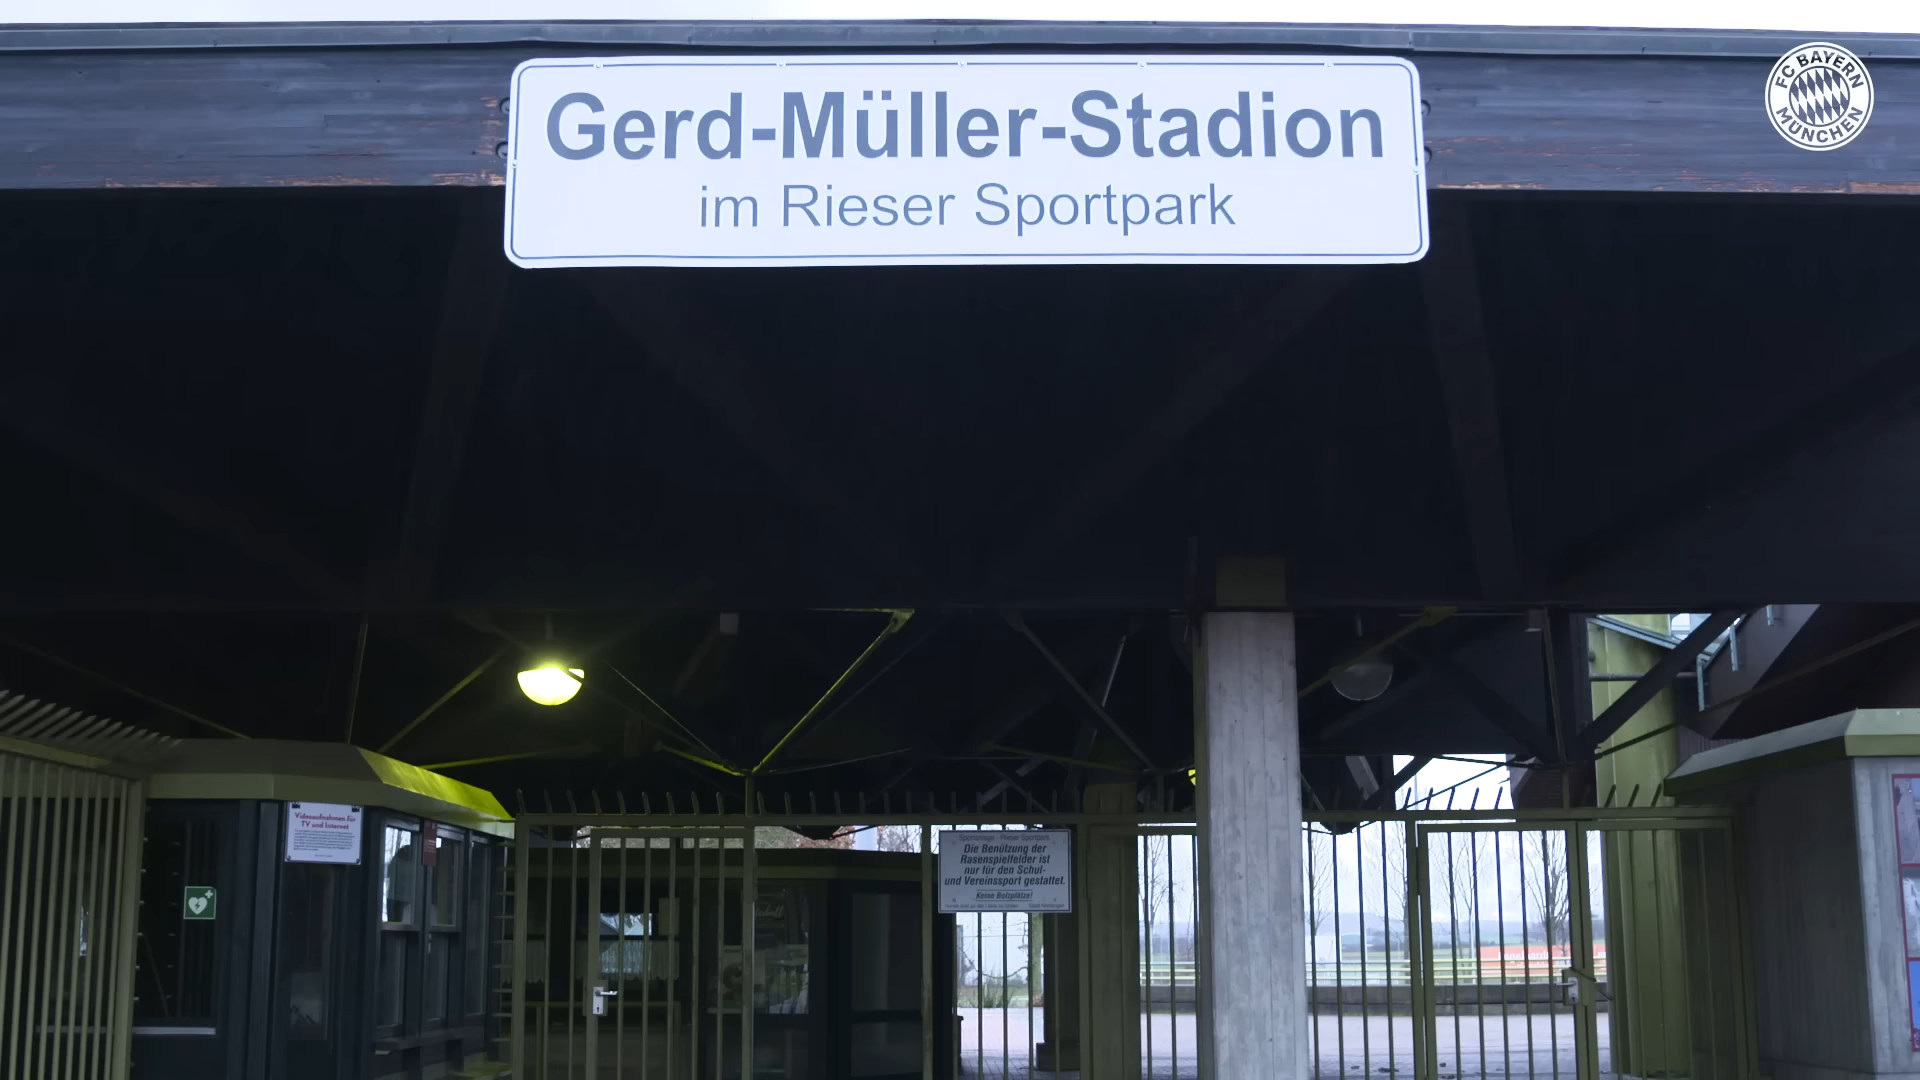 Gerd-Müller-Stadion
im Rieser Sportpark
FC BAYERN
MÜNCHEN
Videoaufnahmen für
TV und Internet
Die Benützung der
Rasenspielfelder ist
nur für den Schul-
und Vereinssport gestattet.
Keine Bolzplätze!